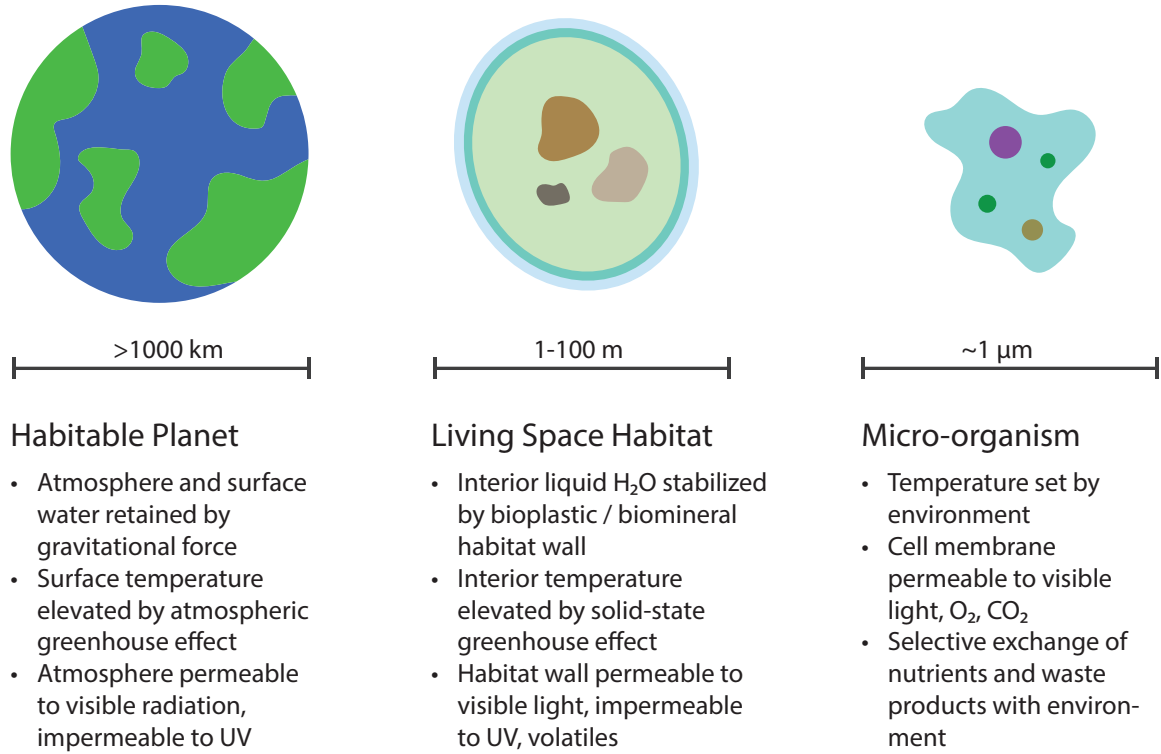 >1000 km
1-100 m
~1 μm
Habitable Planet
• Atmosphere and surface
water retained by
gravitational force
• Surface temperature
elevated by atmospheric
greenhouse effect
• Atmosphere permeable
to visible radiation,
impermeable to UV
Living Space Habitat
• Interior liquid H₂O stabilized
by bioplastic / biomineral
habitat wall
• Interior temperature
elevated by solid-state
greenhouse effect
• Habitat wall permeable to
visible light, impermeable
to UV, volatiles
Micro-organism
• Temperature set by
environment
• Cell membrane
permeable to visible
light, O₂, CO₂
• Selective exchange of
nutrients and waste
products with environ-
ment